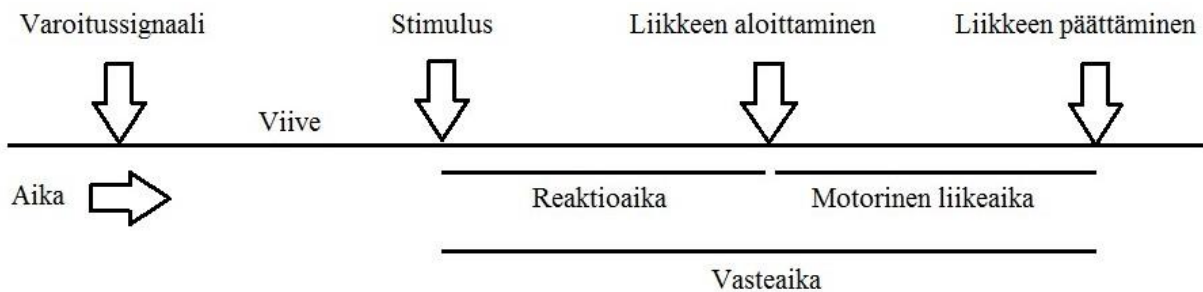 Varoitussignaali Stimulus Liikkeen aloittaminen Liikkeen päättäminen
Viive
Aika Reaktioaika Motorinen liikeaika
Vasteaika